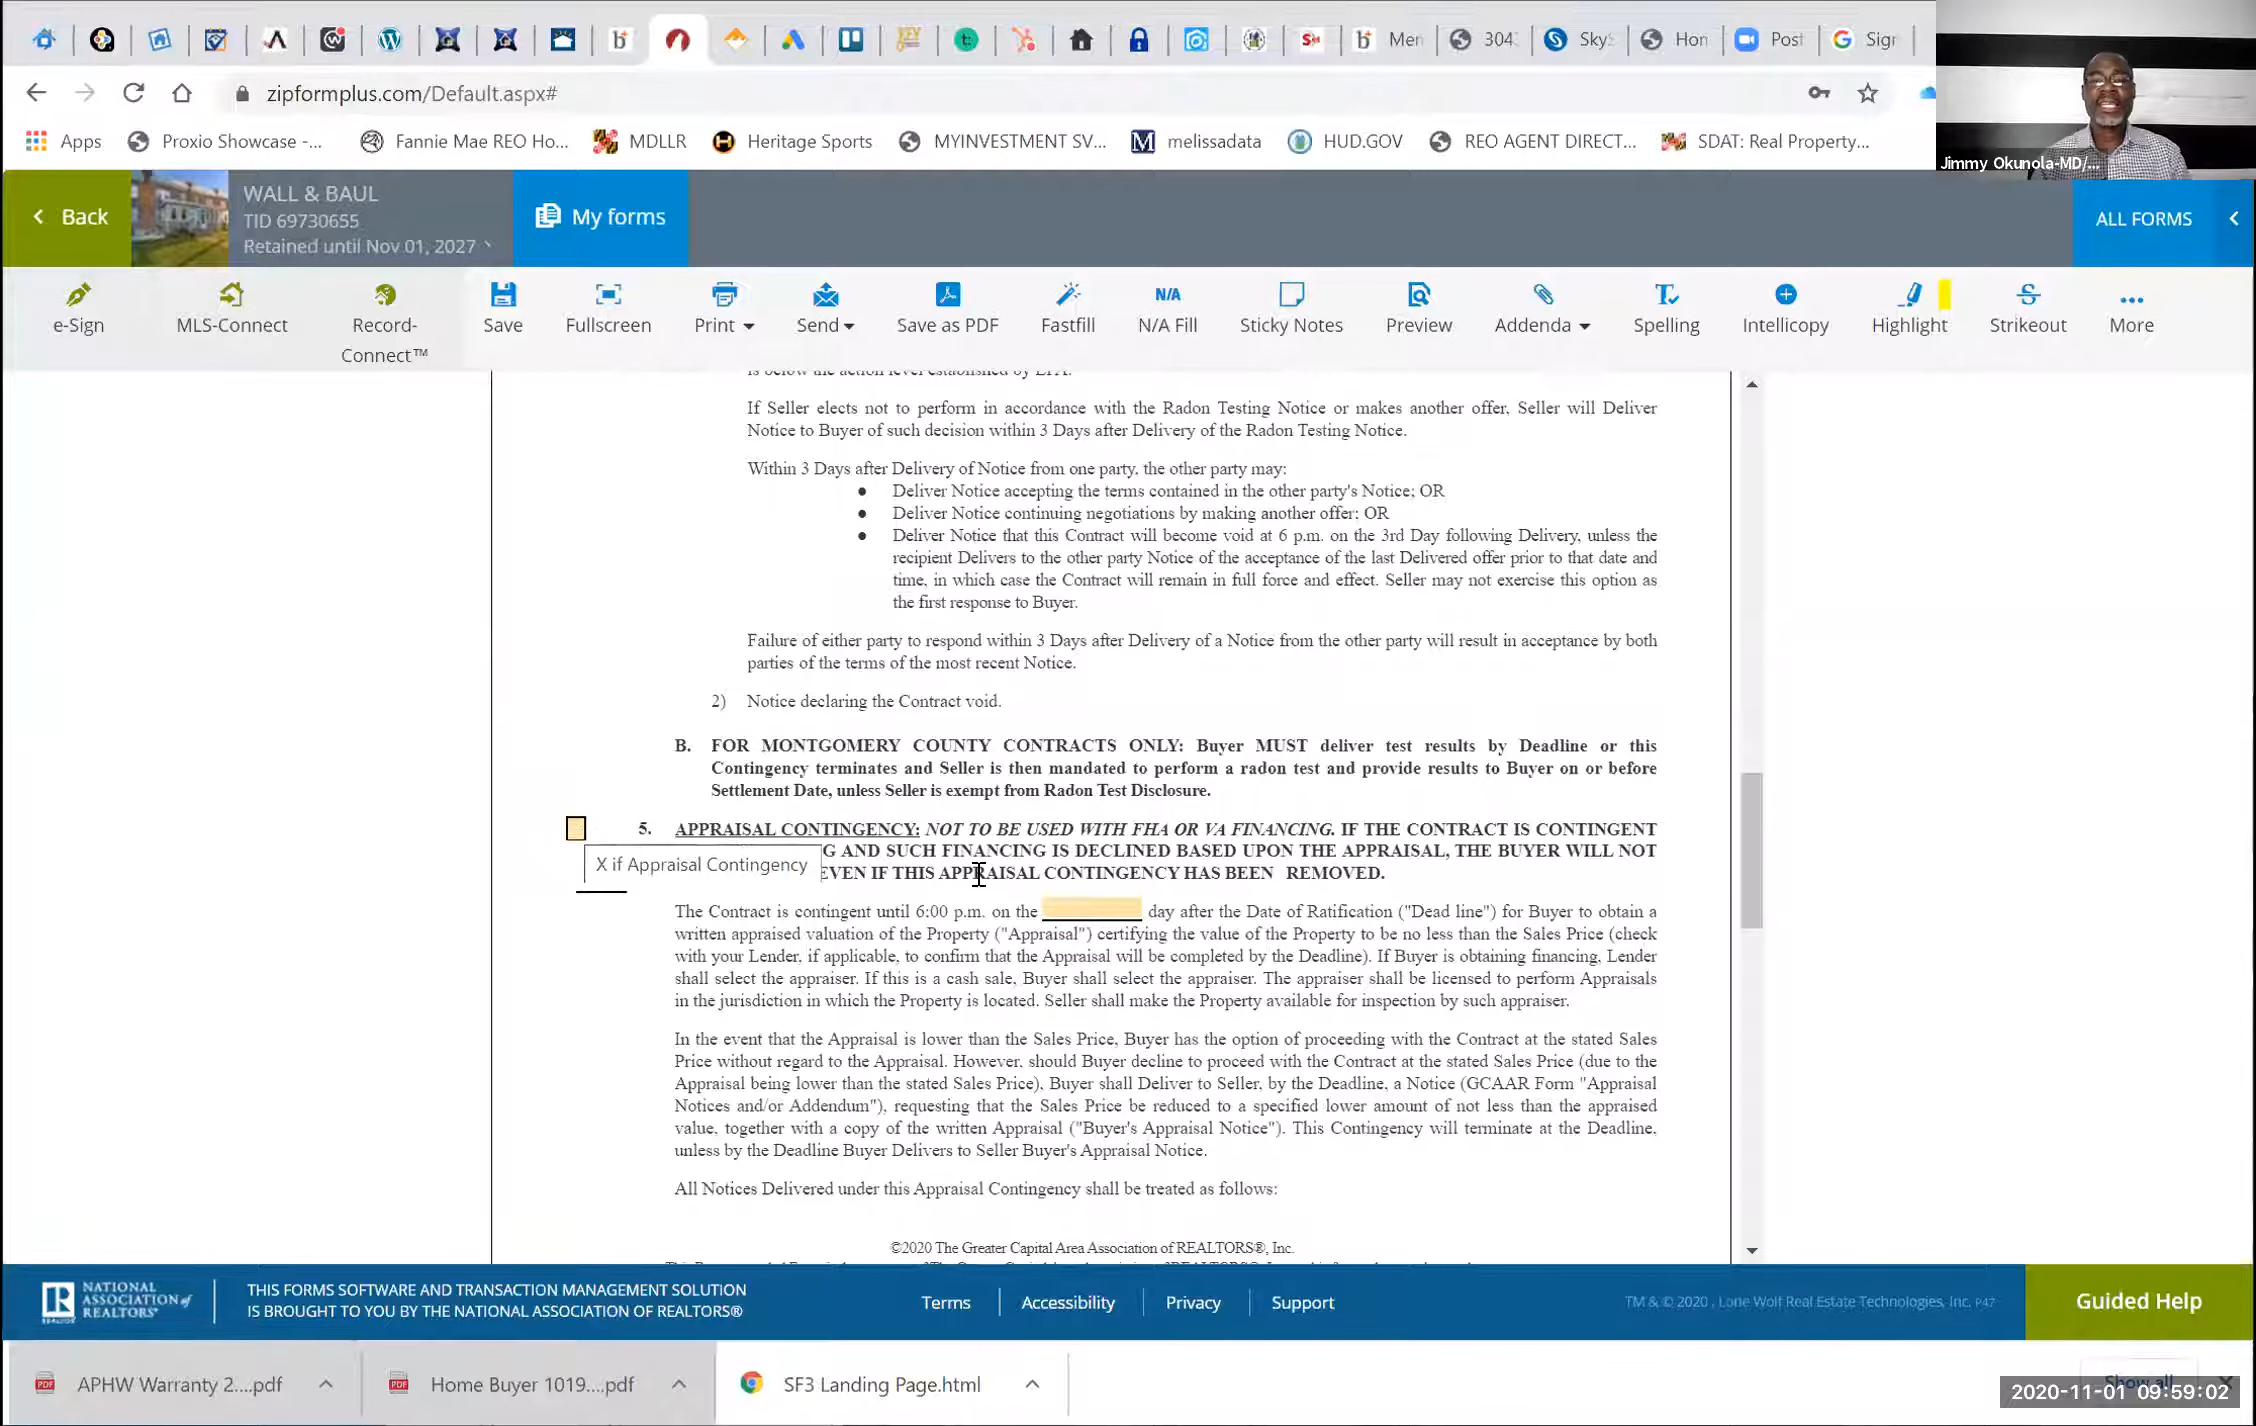 Mer
304
Sky
Hon
Post
Sigr
zipformplus.com/Default.aspx#
Apps
Proxio Showcase -...
Fannie Mae REO Ho...
MDLLR
Heritage Sports
MYINVESTMENT SV...
melissadata
HUD.GOV
REO AGENT DIRECT...
SDAT: Real Property...
Jimmy Okunola-MD/...
Back
WALL & BAUL
TID 69730655
Retained until Nov 01, 2027
My forms
ALL FORMS
e-Sign
MLS-Connect
Record-
Connect™
Save
Fullscreen
Print
Send
Save as PDF
Fastfill
N/A
N/A Fill
Sticky Notes
Preview
Addenda
Spelling
Intellicopy
Highlight
Strikeout
More
is below the action level established by EPA.
If Seller elects not to perform in accordance with the Radon Testing Notice or makes another offer, Seller will Deliver
Notice to Buyer of such decision within 3 Days after Delivery of the Radon Testing Notice.
Within 3 Days after Delivery of Notice from one party, the other party may:
● Deliver Notice accepting the terms contained in the other party's Notice; OR
● Deliver Notice continuing negotiations by making another offer; OR
● Deliver Notice that this Contract will become void at 6 p.m. on the 3rd Day following Delivery, unless the
recipient Delivers to the other party Notice of the acceptance of the last Delivered offer prior to that date and
time, in which case the Contract will remain in full force and effect. Seller may not exercise this option as
the first response to Buyer.
Failure of either party to respond within 3 Days after Delivery of a Notice from the other party will result in acceptance by both
parties of the terms of the most recent Notice.
2) Notice declaring the Contract void.
B. FOR MONTGOMERY COUNTY CONTRACTS ONLY: Buyer MUST deliver test results by Deadline or this
Contingency terminates and Seller is then mandated to perform a radon test and provide results to Buyer on or before
Settlement Date, unless Seller is exempt from Radon Test Disclosure.
5. APPRAISAL CONTINGENCY: NOT TO BE USED WITH FHA OR VA FINANCING. IF THE CONTRACT IS CONTINGENT
G AND SUCH FINANCING IS DECLINED BASED UPON THE APPRAISAL, THE BUYER WILL NOT
X if Appraisal Contingency
EVEN IF THIS APPRAISAL CONTINGENCY HAS BEEN REMOVED.
The Contract is contingent until 6:00 p.m. on the day after the Date of Ratification ("Dead line") for Buyer to obtain a
written appraised valuation of the Property ("Appraisal") certifying the value of the Property to be no less than the Sales Price (check
with your Lender, if applicable, to confirm that the Appraisal will be completed by the Deadline). If Buyer is obtaining financing, Lender
shall select the appraiser. If this is a cash sale, Buyer shall select the appraiser. The appraiser shall be licensed to perform Appraisals
in the jurisdiction in which the Property is located. Seller shall make the Property available for inspection by such appraiser.
In the event that the Appraisal is lower than the Sales Price, Buyer has the option of proceeding with the Contract at the stated Sales
Price without regard to the Appraisal. However, should Buyer decline to proceed with the Contract at the stated Sales Price (due to the
Appraisal being lower than the stated Sales Price), Buyer shall Deliver to Seller, by the Deadline, a Notice (GCAAR Form "Appraisal
Notices and/or Addendum"), requesting that the Sales Price be reduced to a specified lower amount of not less than the appraised
value, together with a copy of the written Appraisal ("Buyer's Appraisal Notice"). This Contingency will terminate at the Deadline,
unless by the Deadline Buyer Delivers to Seller Buyer's Appraisal Notice.
All Notices Delivered under this Appraisal Contingency shall be treated as follows:
©2020 The Greater Capital Area Association of REALTORS®, Inc.
NATIONAL
ASSOCIATION of
REALTORS®
THIS FORMS SOFTWARE AND TRANSACTION MANAGEMENT SOLUTION
IS BROUGHT TO YOU BY THE NATIONAL ASSOCIATION OF REALTORS®
Terms
Accessibility
Privacy
Support
TM & © 2020 , Lone Wolf Real Estate Technologies, Inc. P47
Guided Help
APHW Warranty 2....pdf
Home Buyer 1019....pdf
SF3 Landing Page.html
Show all
2020-11-01 09:59:02